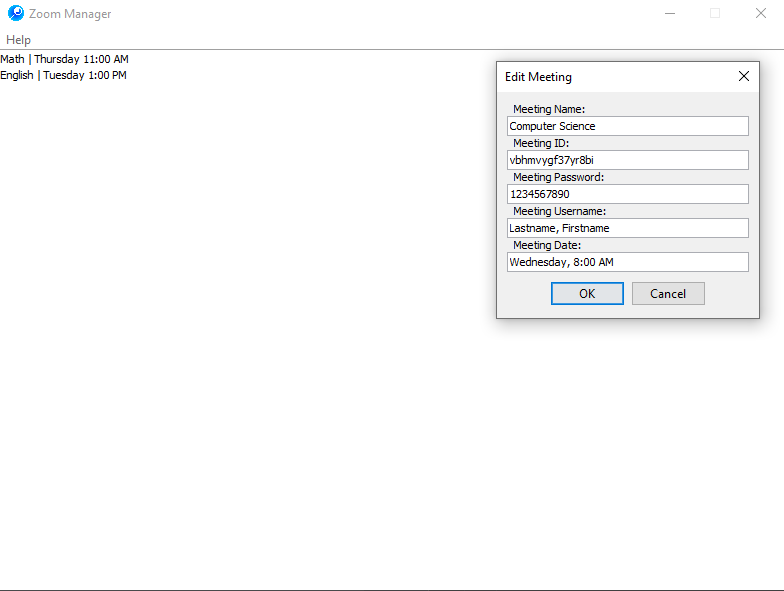 Zoom Manager
Help
Math | Thursday 11:00 AM
English | Tuesday 1:00 PM
Edit Meeting
Meeting Name:
Computer Science
Meeting ID:
vbhmvygf37yr8bi
Meeting Password:
1234567890
Meeting Username:
Lastname, Firstname
Meeting Date:
Wednesday, 8:00 AM
OK Cancel